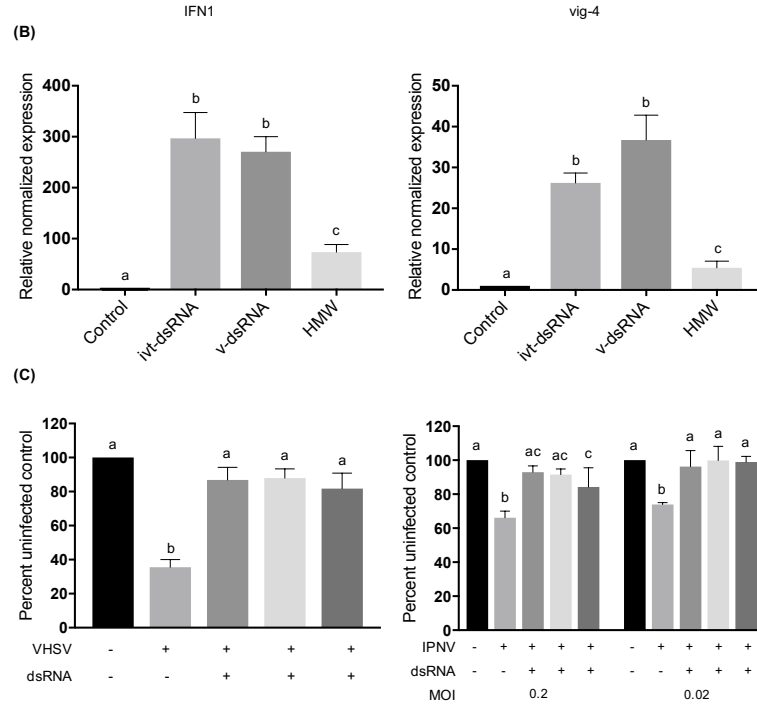 IFN1
vig-4
(B)
Relative normalized expression
400
300
200
100
0
a
b
b
c
Control
ivt-dsRNA
v-dsRNA
HMW
Relative normalized expression
50
40
30
20
10
0
a
b
b
c
Control
ivt-dsRNA
v-dsRNA
HMW
(C)
Percent uninfected control
120
100
80
60
40
20
0
a
b
a
a
a
VHSV - + + + +
dsRNA - - + + +
Percent uninfected control
120
100
80
60
40
20
0
a
b
ac
ac
c
a
b
a
a
a
IPNV - + + + + - + + + +
dsRNA - - + + + - - + + +
MOI 0.2 0.02